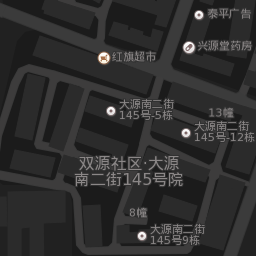 泰平广告
兴源堂药房
红旗超市
大源南二街
145号-5栋
13幢
大源南二街
145号-12栋
双源社区·大源
南二街145号院
8幢
大源南二街
145号9栋